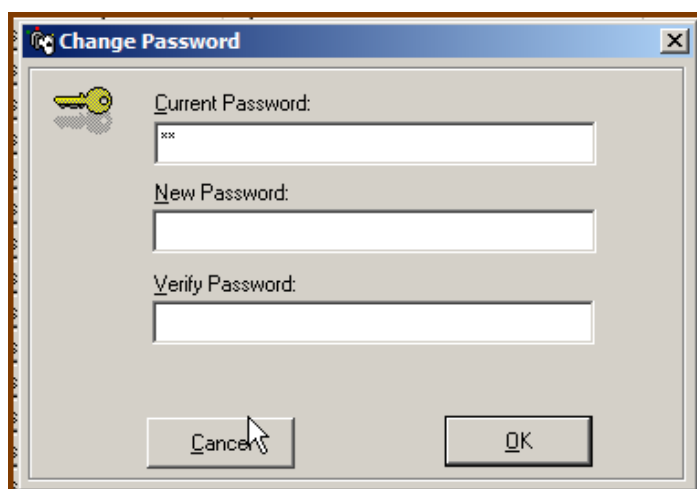 Change Password
Current Password:
**
New Password:
Verify Password:
Cancel
OK